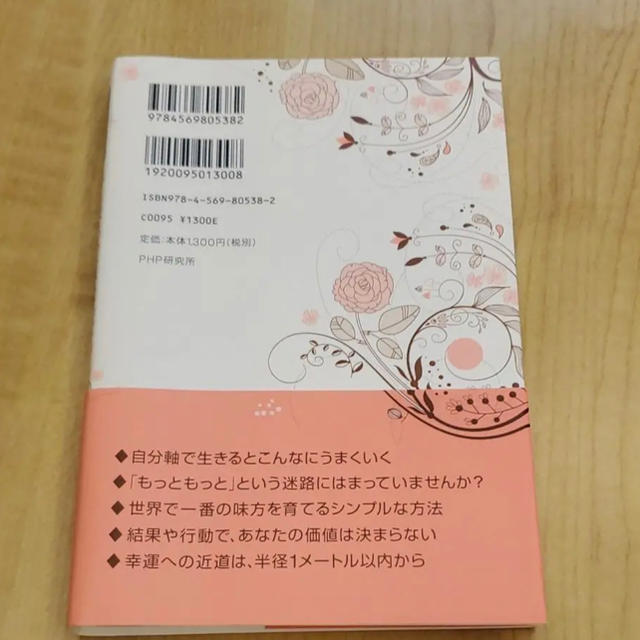 9784569805382
1920095013008
ISBN978-4-569-80538-2
C0095 ¥1300E
定価:本体1,300円(税別)
PHP研究所
◆自分軸で生きるとこんなにうまくいく
◆「もっともっと」という迷路にはまっていませんか?
◆世界で一番の味方を育てるシンプルな方法
◆結果や行動で、あなたの価値は決まらない
◆幸運への近道は、半径1メートル以内から